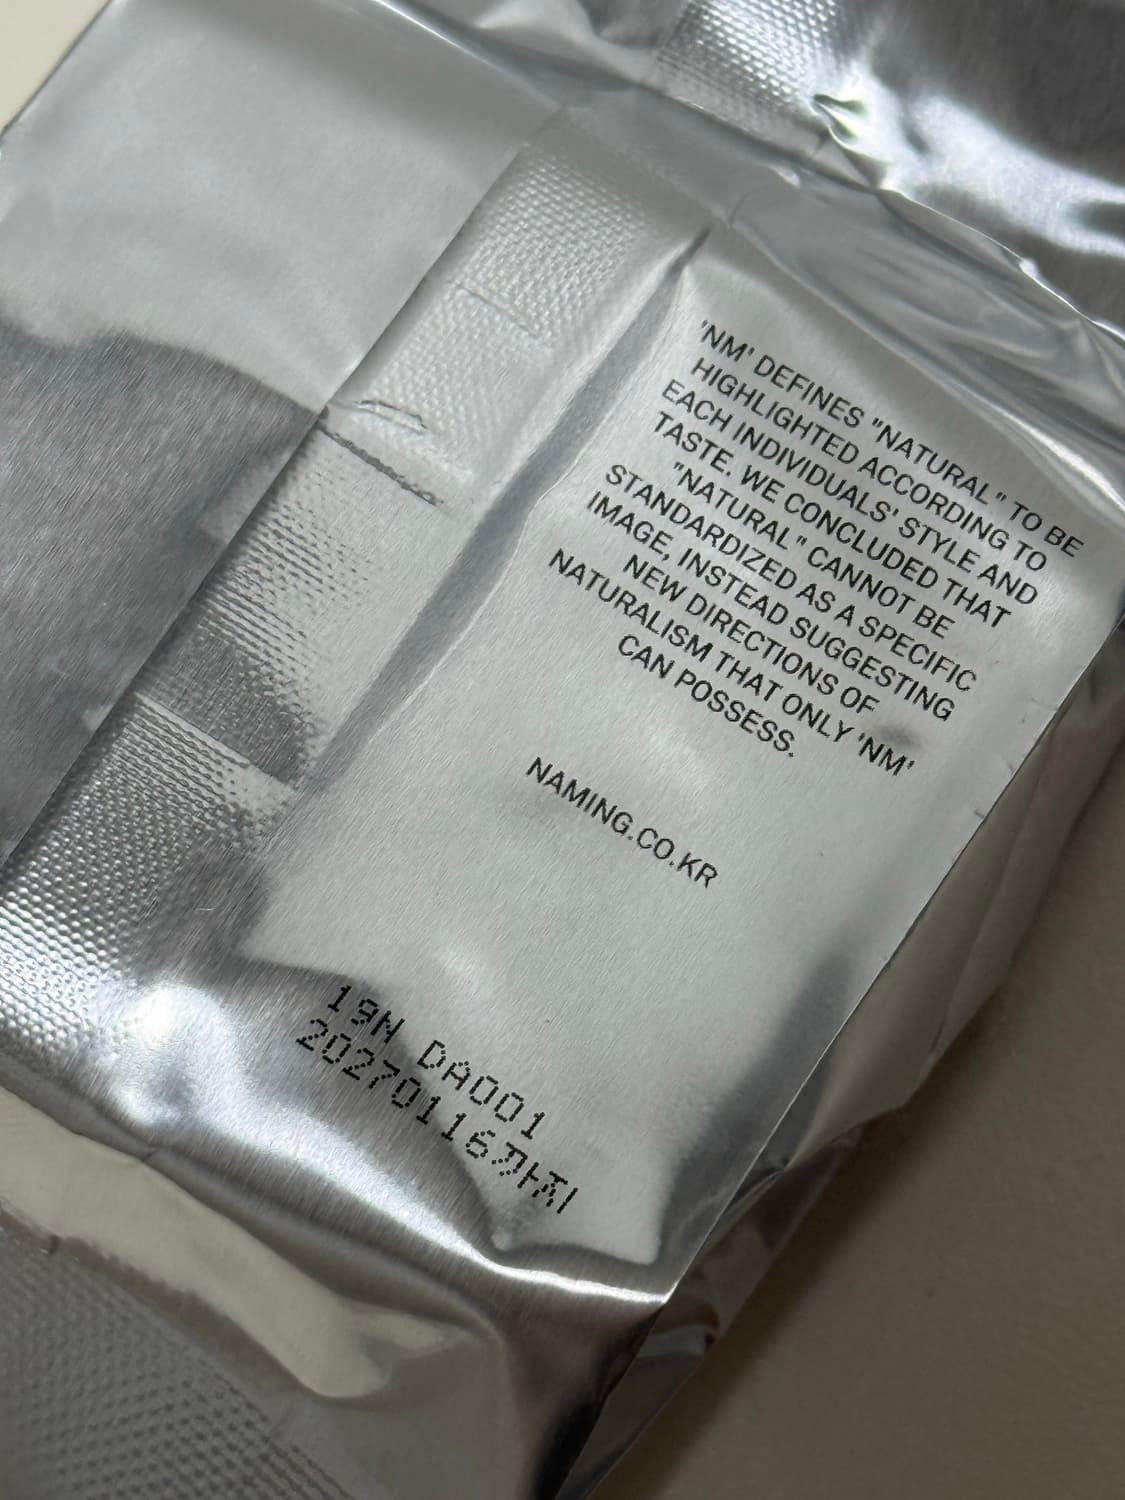 'NM' DEFINES "NATURAL" TO BE
HIGHLIGHTED ACCORDING TO
EACH INDIVIDUALS' STYLE AND
TASTE. WE CONCLUDED THAT
"NATURAL" CANNOT BE
STANDARDIZED AS A SPECIFIC
IMAGE, INSTEAD SUGGESTING
NEW DIRECTIONS OF
NATURALISM THAT ONLY 'NM'
CAN POSSESS.
NAMING.CO.KR
19N DA001
20270116까지